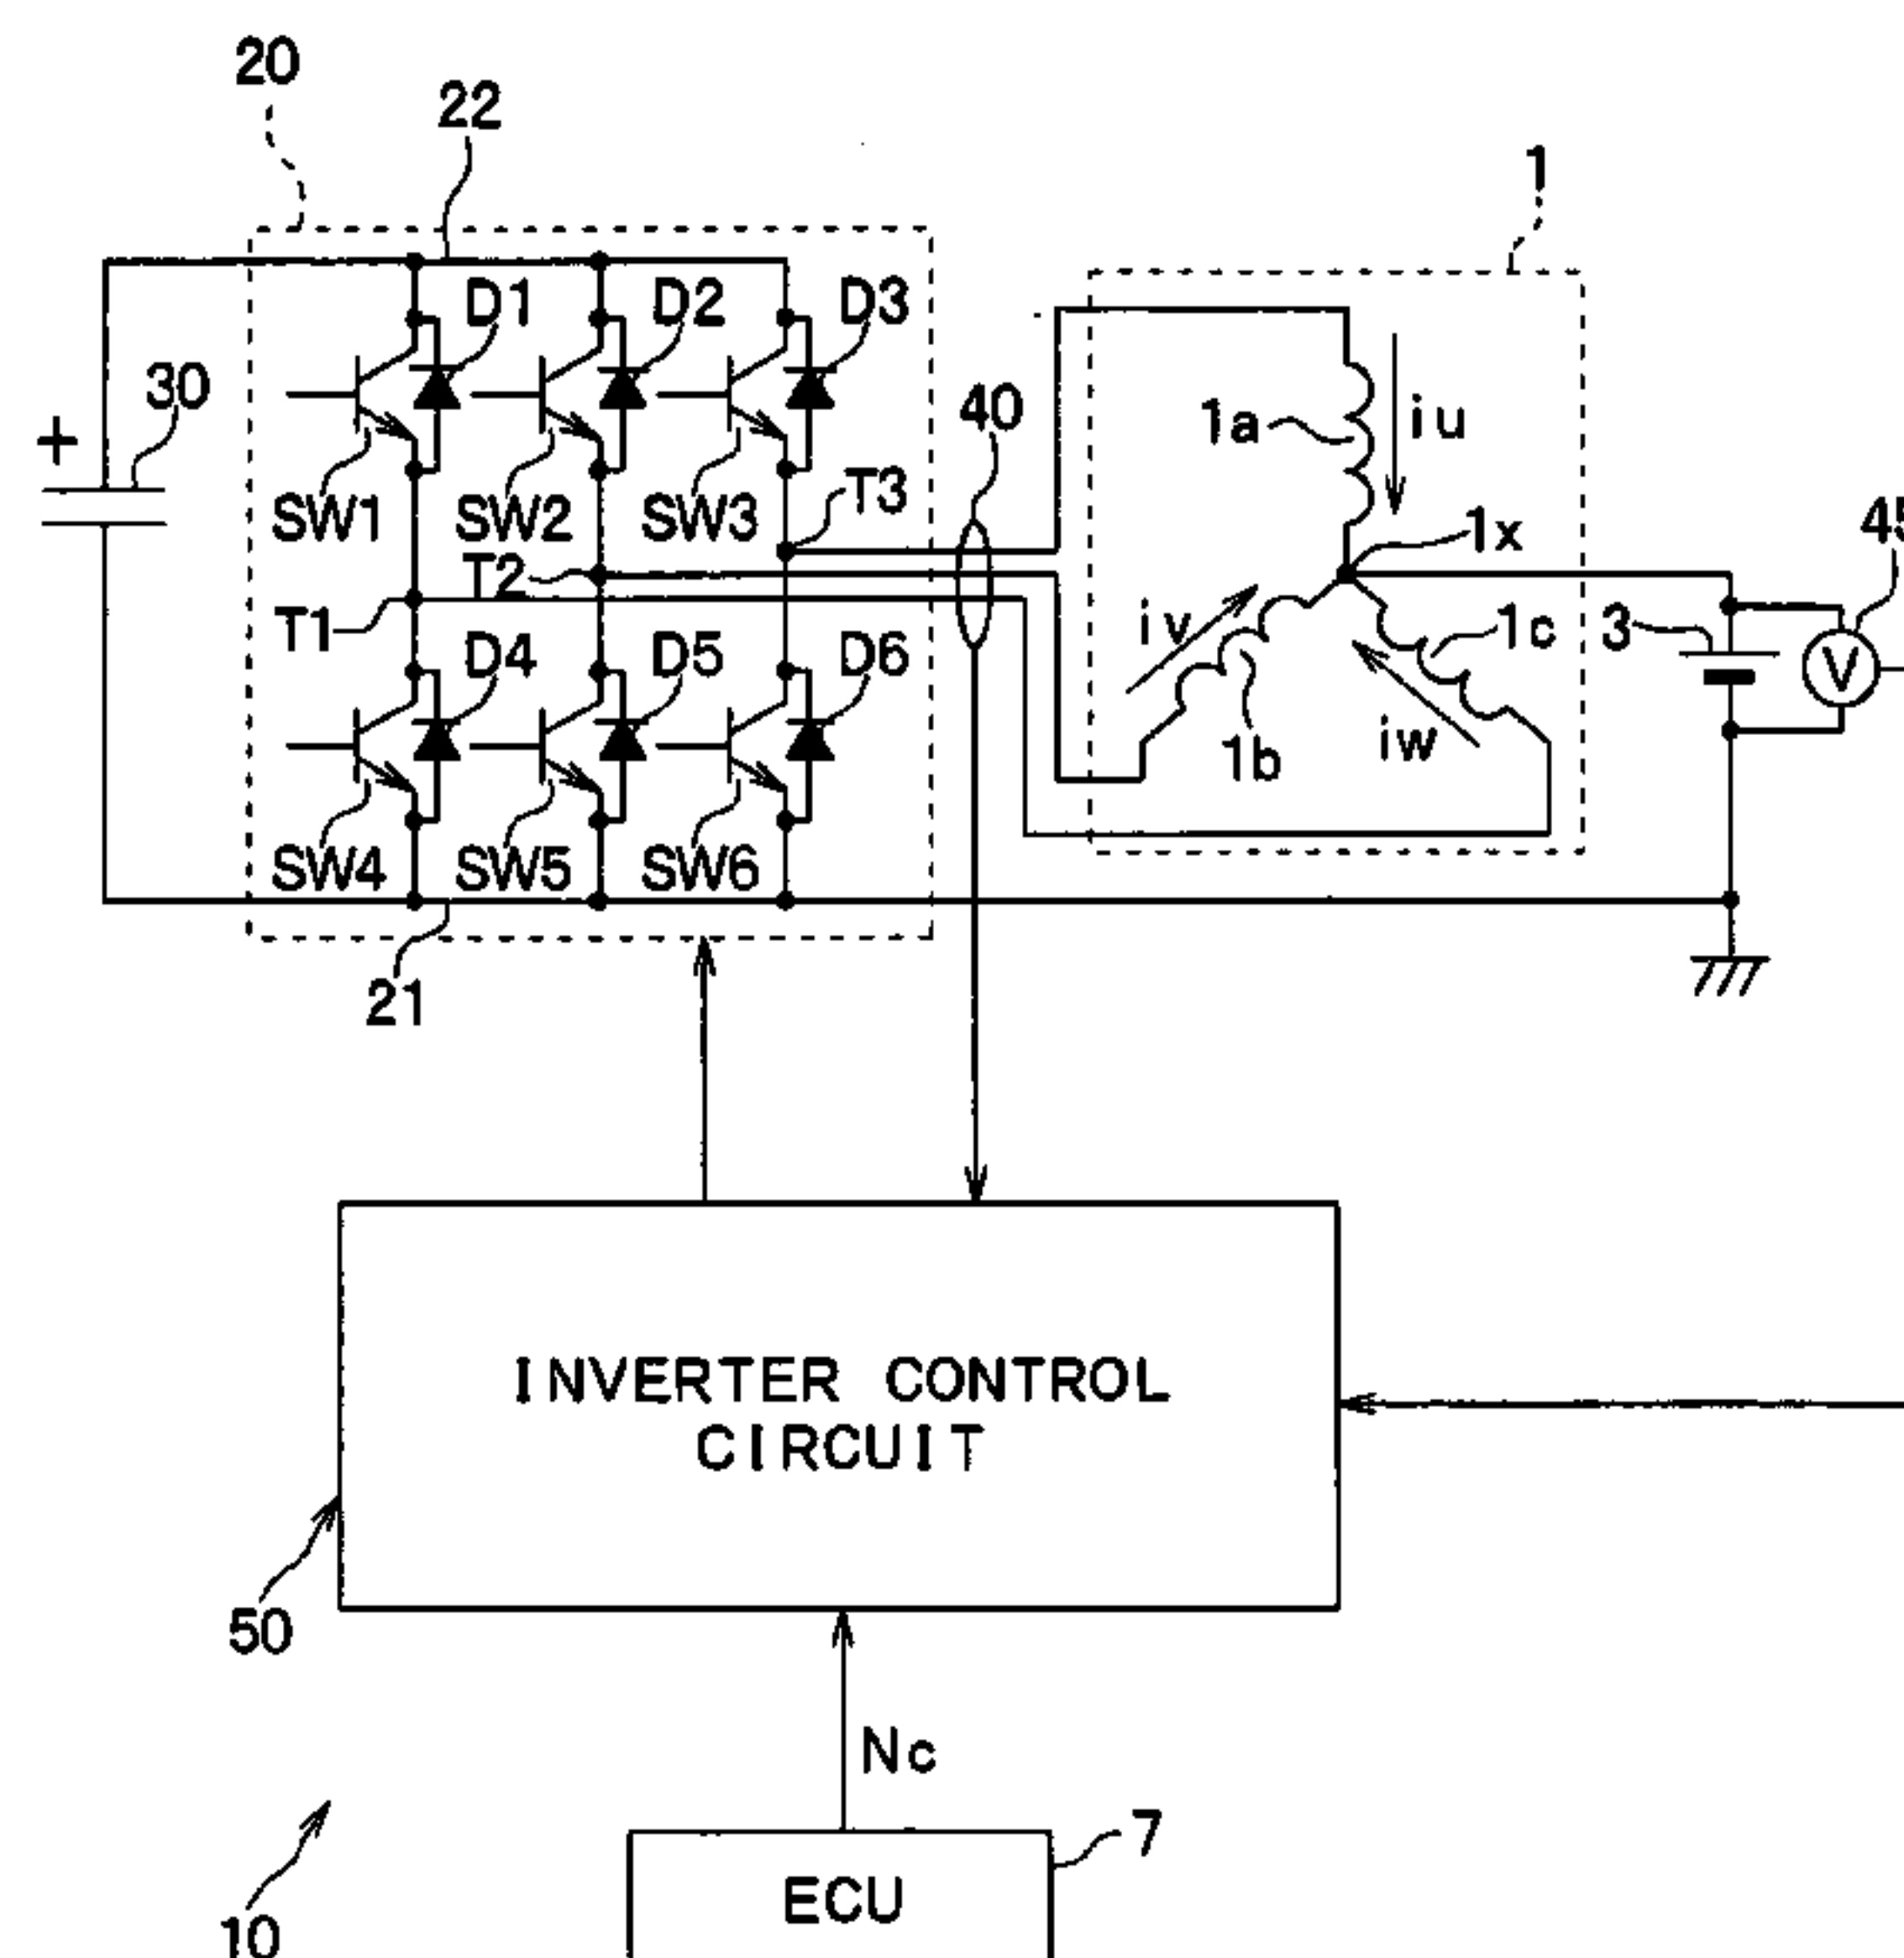 20
22
1
D1
D2
D3
30
40
1a
iu
+
SW1
SW2
SW3
T3
1x
45
T2
T1
iv
1c
3
V
D4
D5
D6
1b
iw
SW4
SW5
SW6
21
INVERTER CONTROL
CIRCUIT
50
Nc
7
ECU
10